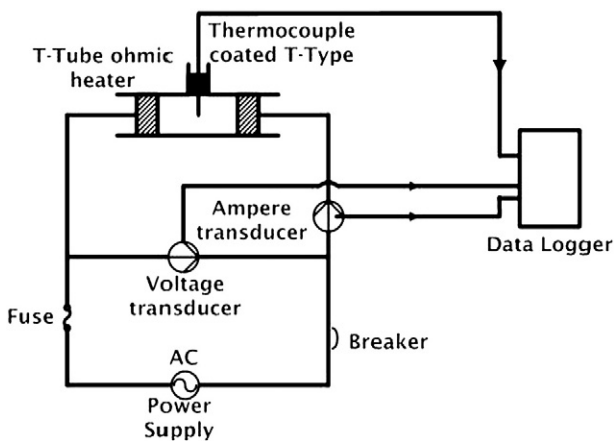 Thermocouple
coated T-Type
T-Tube ohmic
heater
Ampere
transducer
Data Logger
Voltage
transducer
Fuse
Breaker
AC
Power
Supply